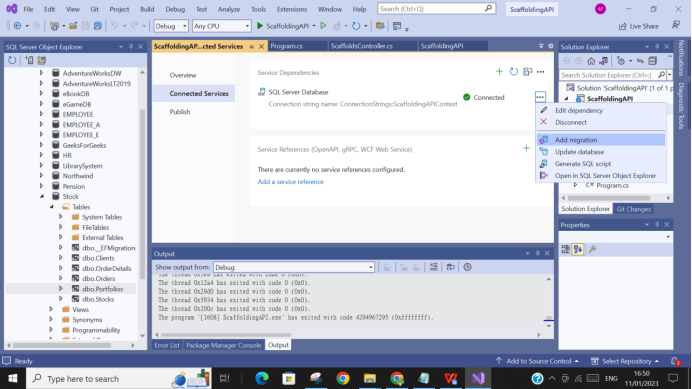 File Edit View Git Project Build Debug Test Analyze Tools Extensions Window Help Search (Ctrl+Q) ScaffoldingAPI AP
Debug Any CPU ScaffoldingAPI Live Share
SQL Server Object Explorer
AdventureWorksDW
AdventureWorksLT2019
eBookDB
eGameDB
EMPLOYEE
EMPLOYEE_A
EMPLOYEE_E
GeeksForGeeks
HR
LibrarySystem
Northwind
Pension
Stock
Tables
System Tables
FileTables
External Tables
dbo.__EFMigration
dbo.Clients
dbo.OrderDetails
dbo.Orders
dbo.Portfolios
dbo.Stocks
Views
Synonyms
Programmability
ScaffoldingAP...cted Services Program.cs ScaffoldsController.cs ScaffoldingAPI
Overview
Connected Services
Publish
Service Dependencies
SQL Server Database
Connection string name: ConnectionStrings:ScaffoldingAPIContext
Connected
Service References (OpenAPI, gRPC, WCF Web Service)
There are currently no service references configured.
Add a service reference
Edit dependency
Disconnect
Add migration
Update database
Generate SQL script
Open in SQL Server Object Explorer
Solution Explorer
Search Solution Explorer (Ctrl+;)
Solution 'ScaffoldingAPI' (1 of 1 p
ScaffoldingAPI
Program.cs
Solution Explorer Git Changes
Properties
Notifications
Diagnostic Tools
Output
Show output from: Debug
The thread 0x12a4 has exited with code 0 (0x0).
The thread 0x29d0 has exited with code 0 (0x0).
The thread 0x5934 has exited with code 0 (0x0).
The thread 0x200c has exited with code 0 (0x0).
The program '[1608] ScaffoldingAPI.exe' has exited with code 4294967295 (0xffffffff).
Error List Package Manager Console Output
Ready Add to Source Control Select Repository
Type here to search
ENG
16:50
11/01/2023